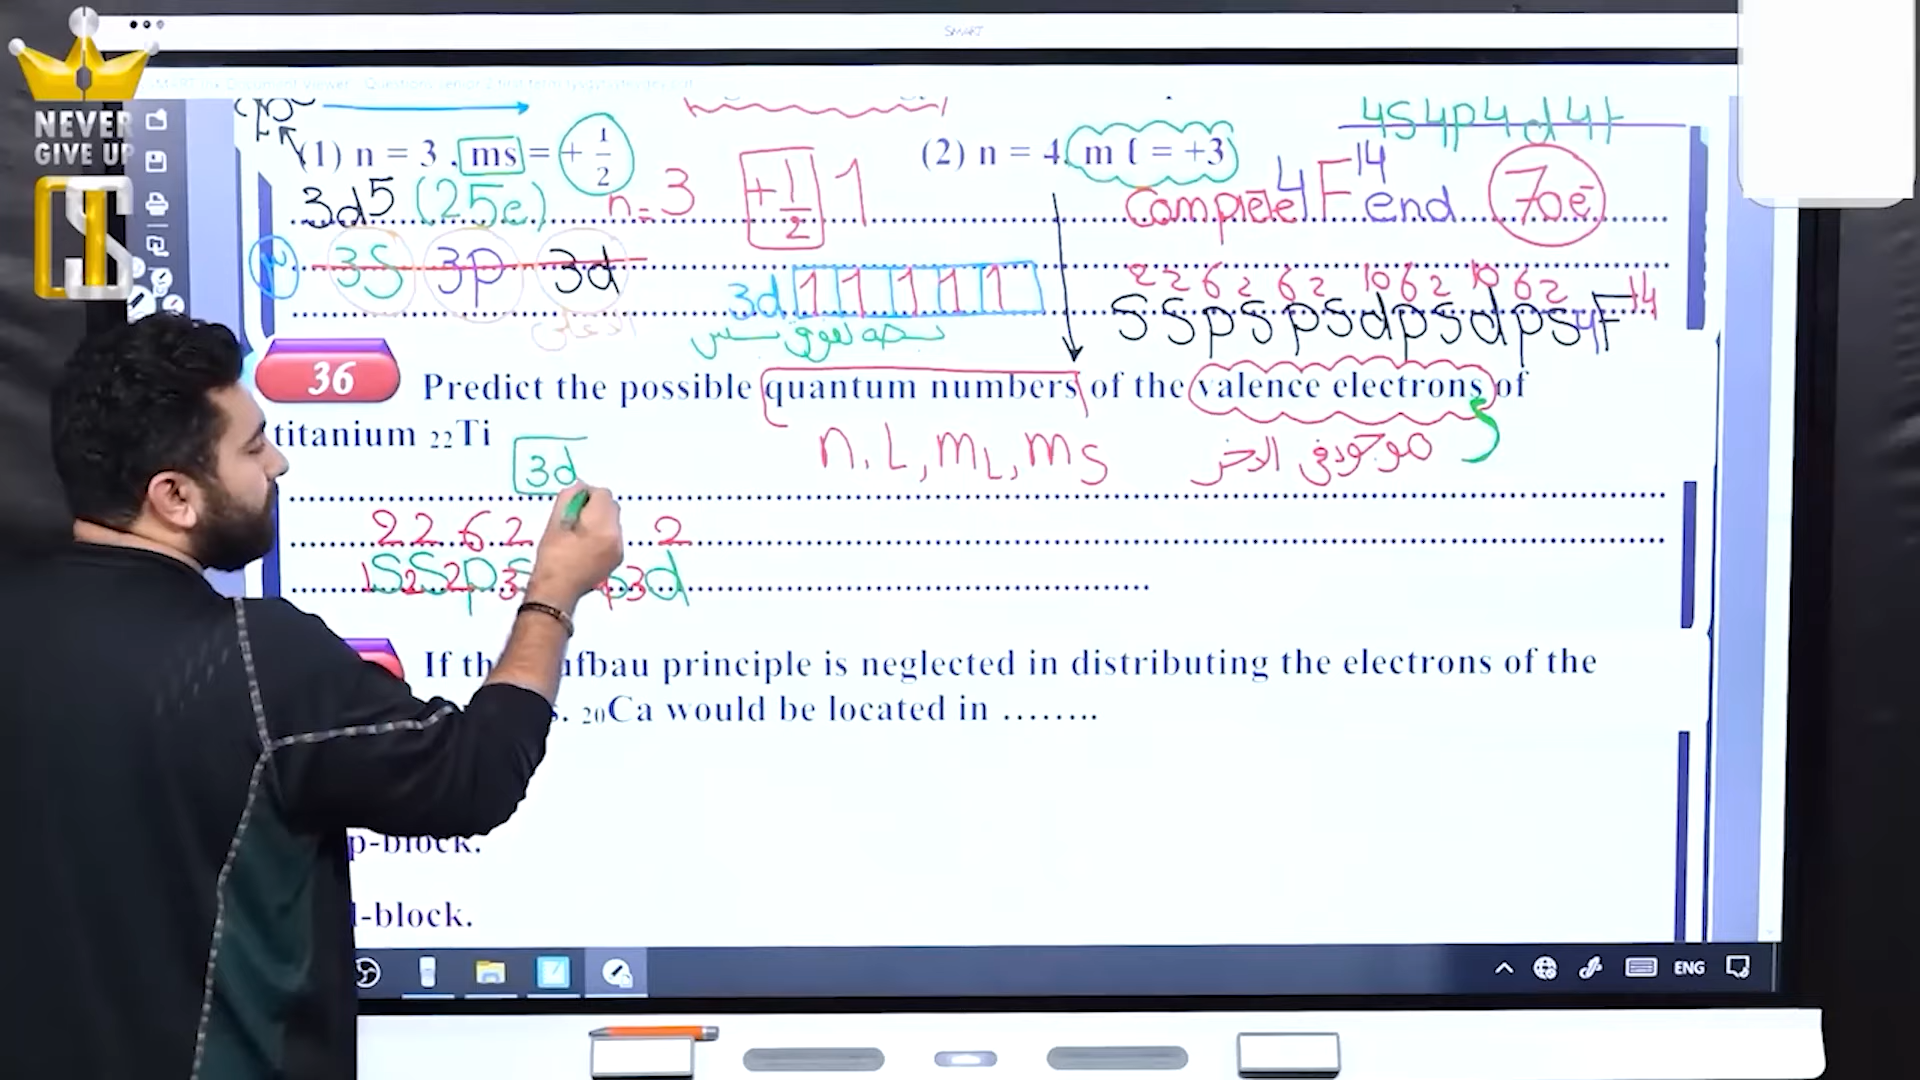 SMART
NEVER
GIVE UP
4s 4p 4d 4f
(1) n = 3 . ms = + 1/2
(2) n = 4. m ℓ = +3
3d5 (25e)
n = 3
+1/2
1
Complete 4F14 end
70e
3S 3p 3d
3d 1 1 1 1 1
2 2 6 2 6 2 10 6 2 10 6 2 14
S S p S p S d p S d p S 4F
36 Predict the possible quantum numbers of the valence electrons of
titanium 22Ti
n, L, mL, ms
3d
2 2 6 2 2
1S 2S 2p 3S 3d
If th ufbau principle is neglected in distributing the electrons of the
s. 20Ca would be located in ........
p-block.
l-block.
ENG